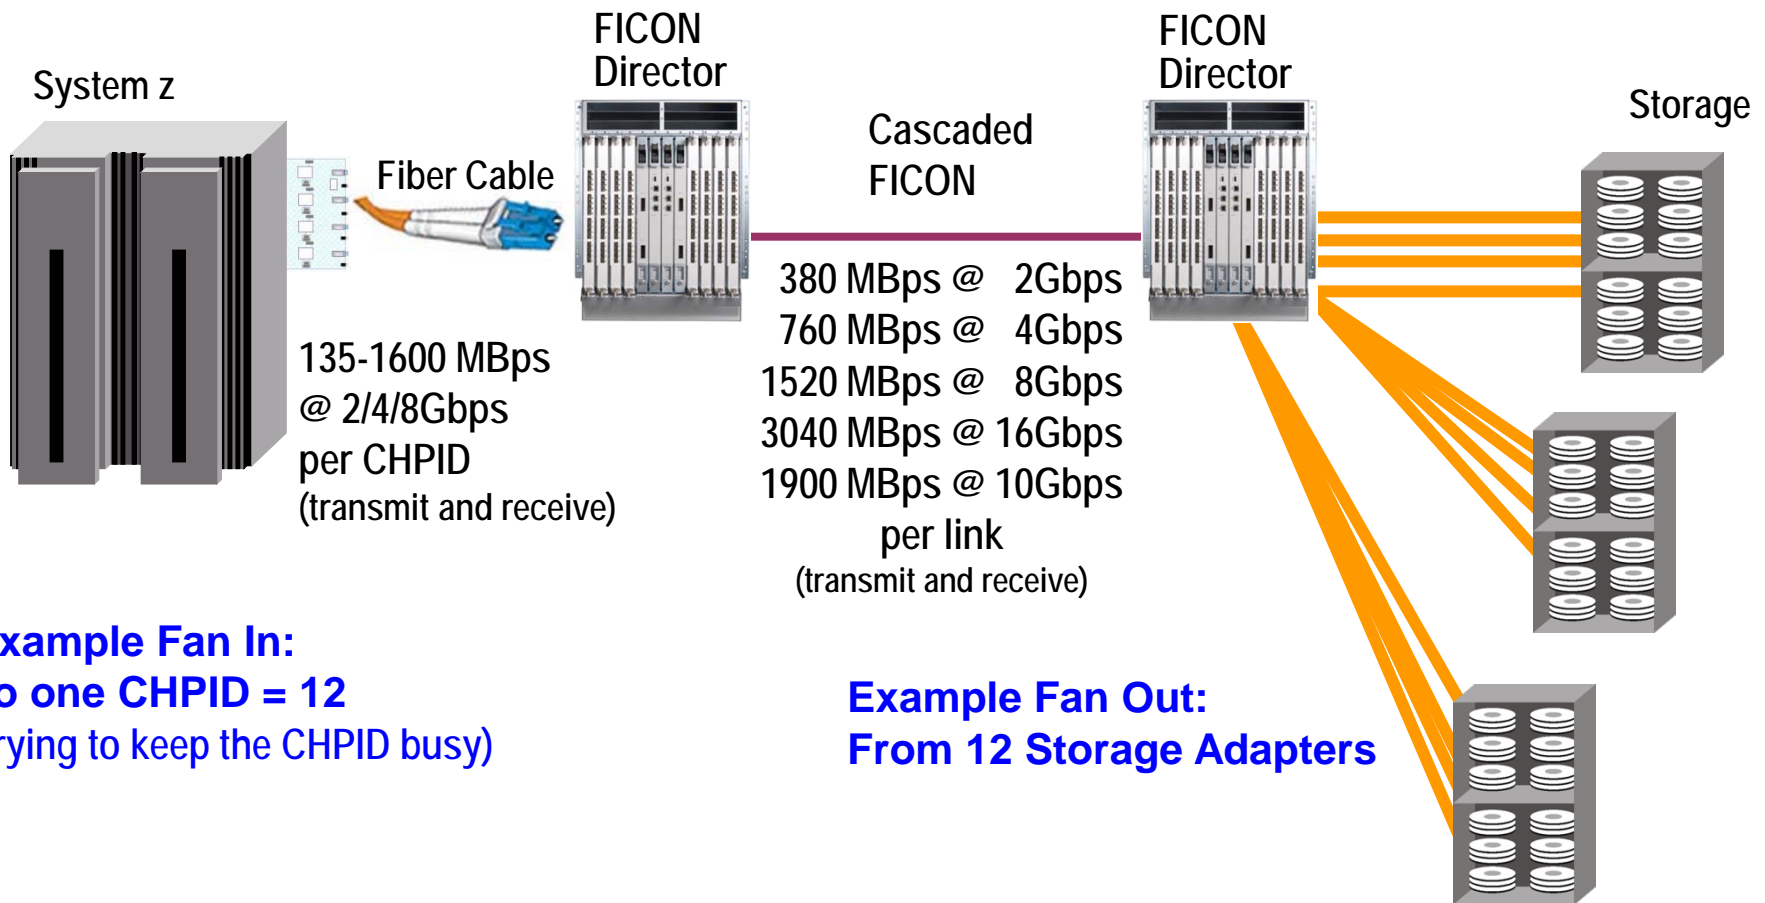 System z
FICON
Director
FICON
Director
Storage
Fiber Cable
Cascaded
FICON
380 MBps @ 2Gbps
760 MBps @ 4Gbps
1520 MBps @ 8Gbps
3040 MBps @ 16Gbps
1900 MBps @ 10Gbps
per link
(transmit and receive)
135-1600 MBps
@ 2/4/8Gbps
per CHPID
(transmit and receive)
xample Fan In:
o one CHPID = 12
rying to keep the CHPID busy)
Example Fan Out:
From 12 Storage Adapters